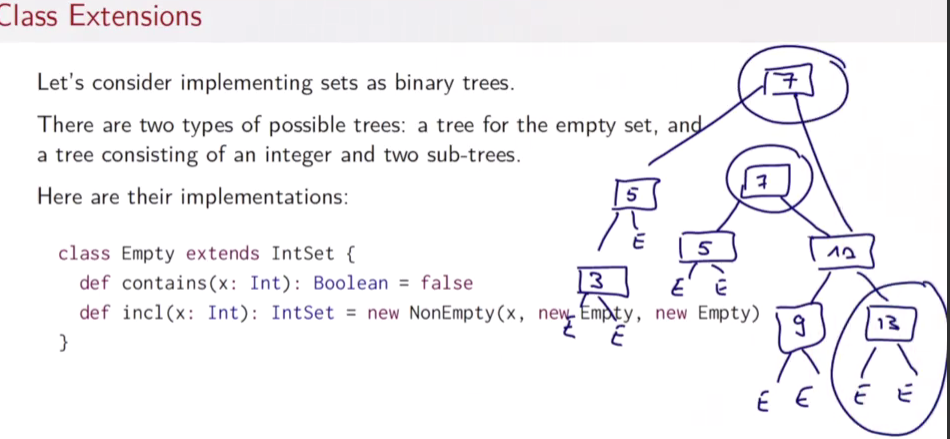 Class Extensions
Let's consider implementing sets as binary trees.
There are two types of possible trees: a tree for the empty set, and
a tree consisting of an integer and two sub-trees.
Here are their implementations:
class Empty extends IntSet {
def contains(x: Int): Boolean = false
def incl(x: Int): IntSet = new NonEmpty(x, new Empty, new Empty)
}
7
7
5
E
5
3
E
E
E
E
9
13
E
E
E
E